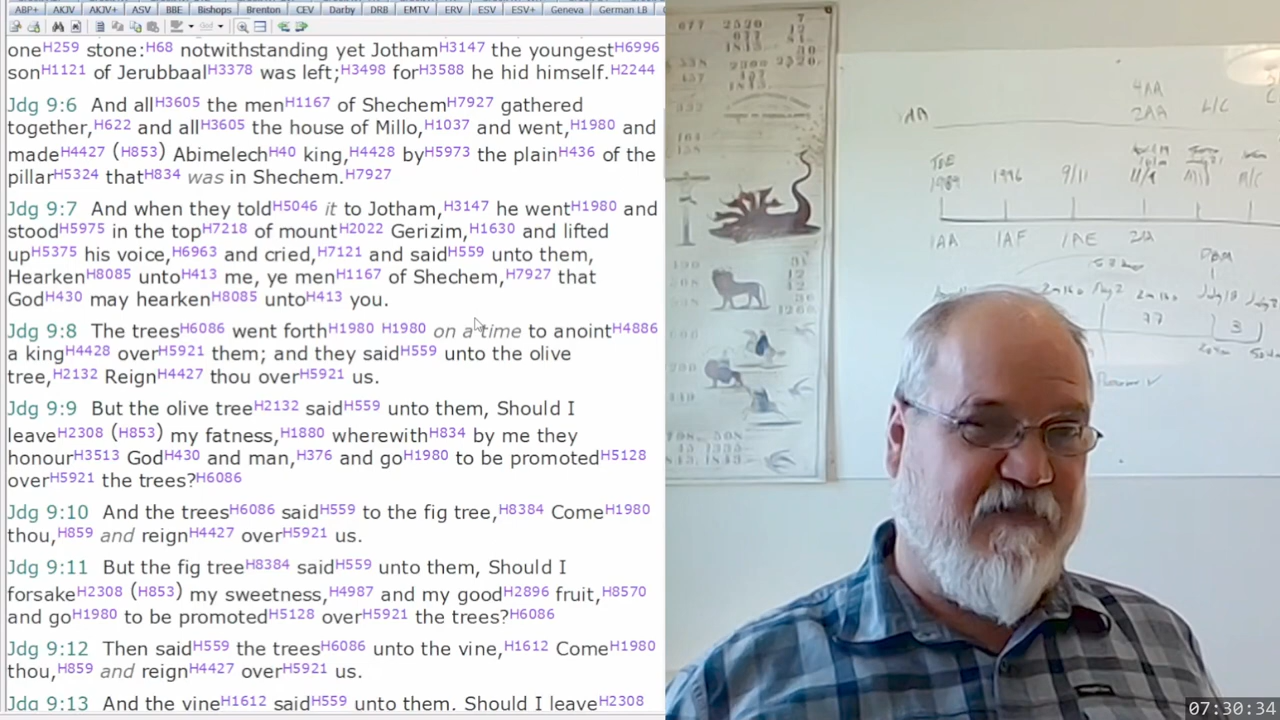 ABP+ AKJV AKJV+ ASV BBE Bishops Brenton CEV Darby DRB EMTV ERV ESV ESV+ Geneva German LB
oneH259 stone:H68 notwithstanding yet JothamH3147 the youngestH6996
sonH1121 of JerubbaalH3378 was left;H3498 forH3588 he hid himself.H2244
Jdg 9:6 And allH3605 the menH1167 of ShechemH7927 gathered
together,H622 and allH3605 the house of Millo,H1037 and went,H1980 and
madeH4427 (H853) AbimelechH40 king,H4428 byH5973 the plainH436 of the
pillarH5324 thatH834 was in Shechem.H7927
Jdg 9:7 And when they toldH5046 it to Jotham,H3147 he wentH1980 and
stoodH5975 in the topH7218 of mountH2022 Gerizim,H1630 and lifted
upH5375 his voice,H6963 and cried,H7121 and saidH559 unto them,
HearkenH8085 untoH413 me, ye menH1167 of Shechem,H7927 that
GodH430 may hearkenH8085 untoH413 you.
Jdg 9:8 The treesH6086 went forthH1980 H1980 on a time to anointH4886
a kingH4428 overH5921 them; and they saidH559 unto the olive
tree,H2132 ReignH4427 thou overH5921 us.
Jdg 9:9 But the olive treeH2132 saidH559 unto them, Should I
leaveH2308 (H853) my fatness,H1880 wherewithH834 by me they
honourH3513 GodH430 and man,H376 and goH1980 to be promotedH5128
overH5921 the trees?H6086
Jdg 9:10 And the treesH6086 saidH559 to the fig tree,H8384 ComeH1980
thou,H859 and reignH4427 overH5921 us.
Jdg 9:11 But the fig treeH8384 saidH559 unto them, Should I
forsakeH2308 (H853) my sweetness,H4987 and my goodH2896 fruit,H8570
and goH1980 to be promotedH5128 overH5921 the trees?H6086
Jdg 9:12 Then saidH559 the treesH6086 unto the vine,H1612 ComeH1980
thou,H859 and reignH4427 overH5921 us.
Jdg 9:13 And the vineH1612 saidH559 unto them, Should I leaveH2308
677 2520
1843
4AA
2AA L/C
1989 1996 9/11
1AA 1AF 1AE 2AA
77 3
07:30:34